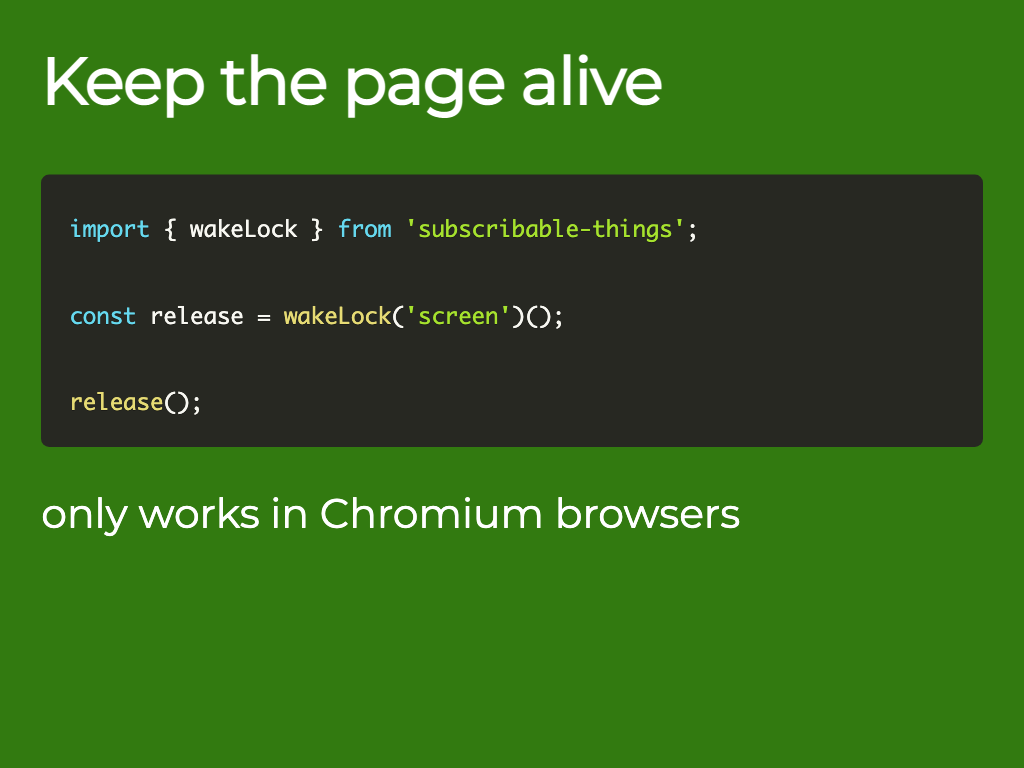 Keep the page alive
import { wakeLock } from 'subscribable-things';
const release = wakeLock('screen')();
release();
only works in Chromium browsers